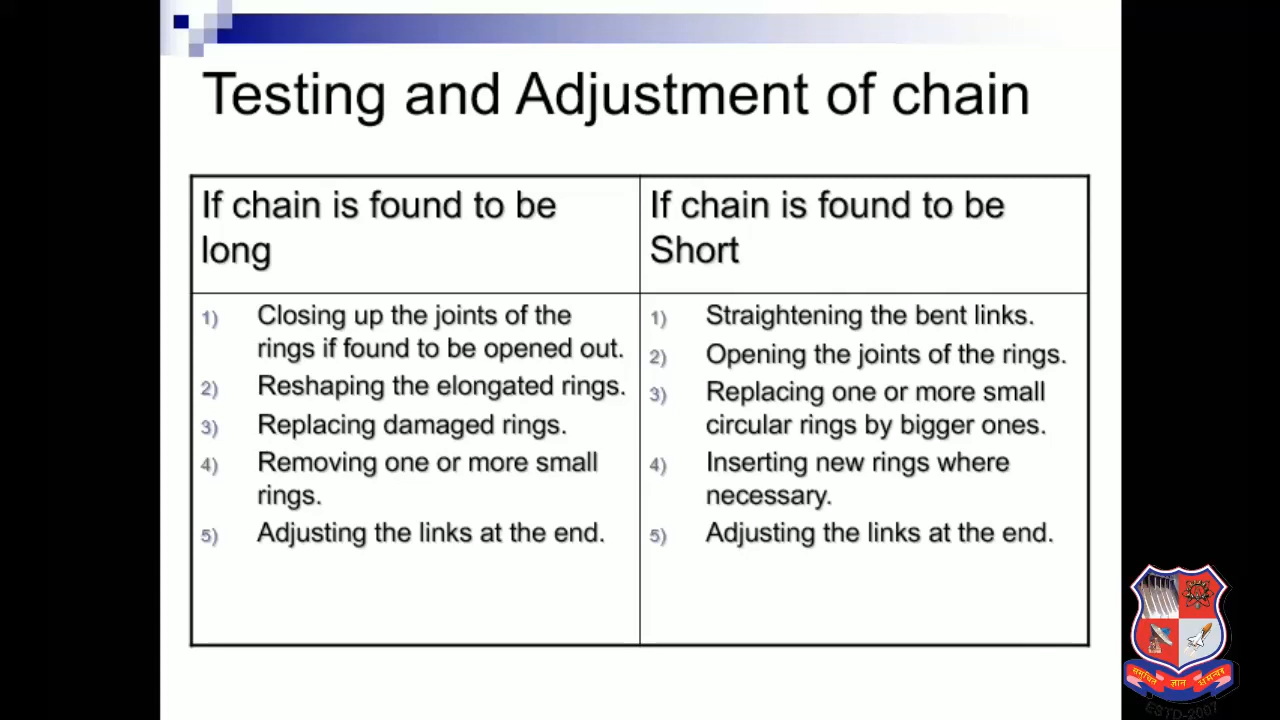 Testing and Adjustment of chain
If chain is found to be
long
If chain is found to be
Short
1) Closing up the joints of the
rings if found to be opened out.
2) Reshaping the elongated rings.
3) Replacing damaged rings.
4) Removing one or more small
rings.
5) Adjusting the links at the end.
1) Straightening the bent links.
2) Opening the joints of the rings.
3) Replacing one or more small
circular rings by bigger ones.
4) Inserting new rings where
necessary.
5) Adjusting the links at the end.
ज्ञान
ESTD-2007